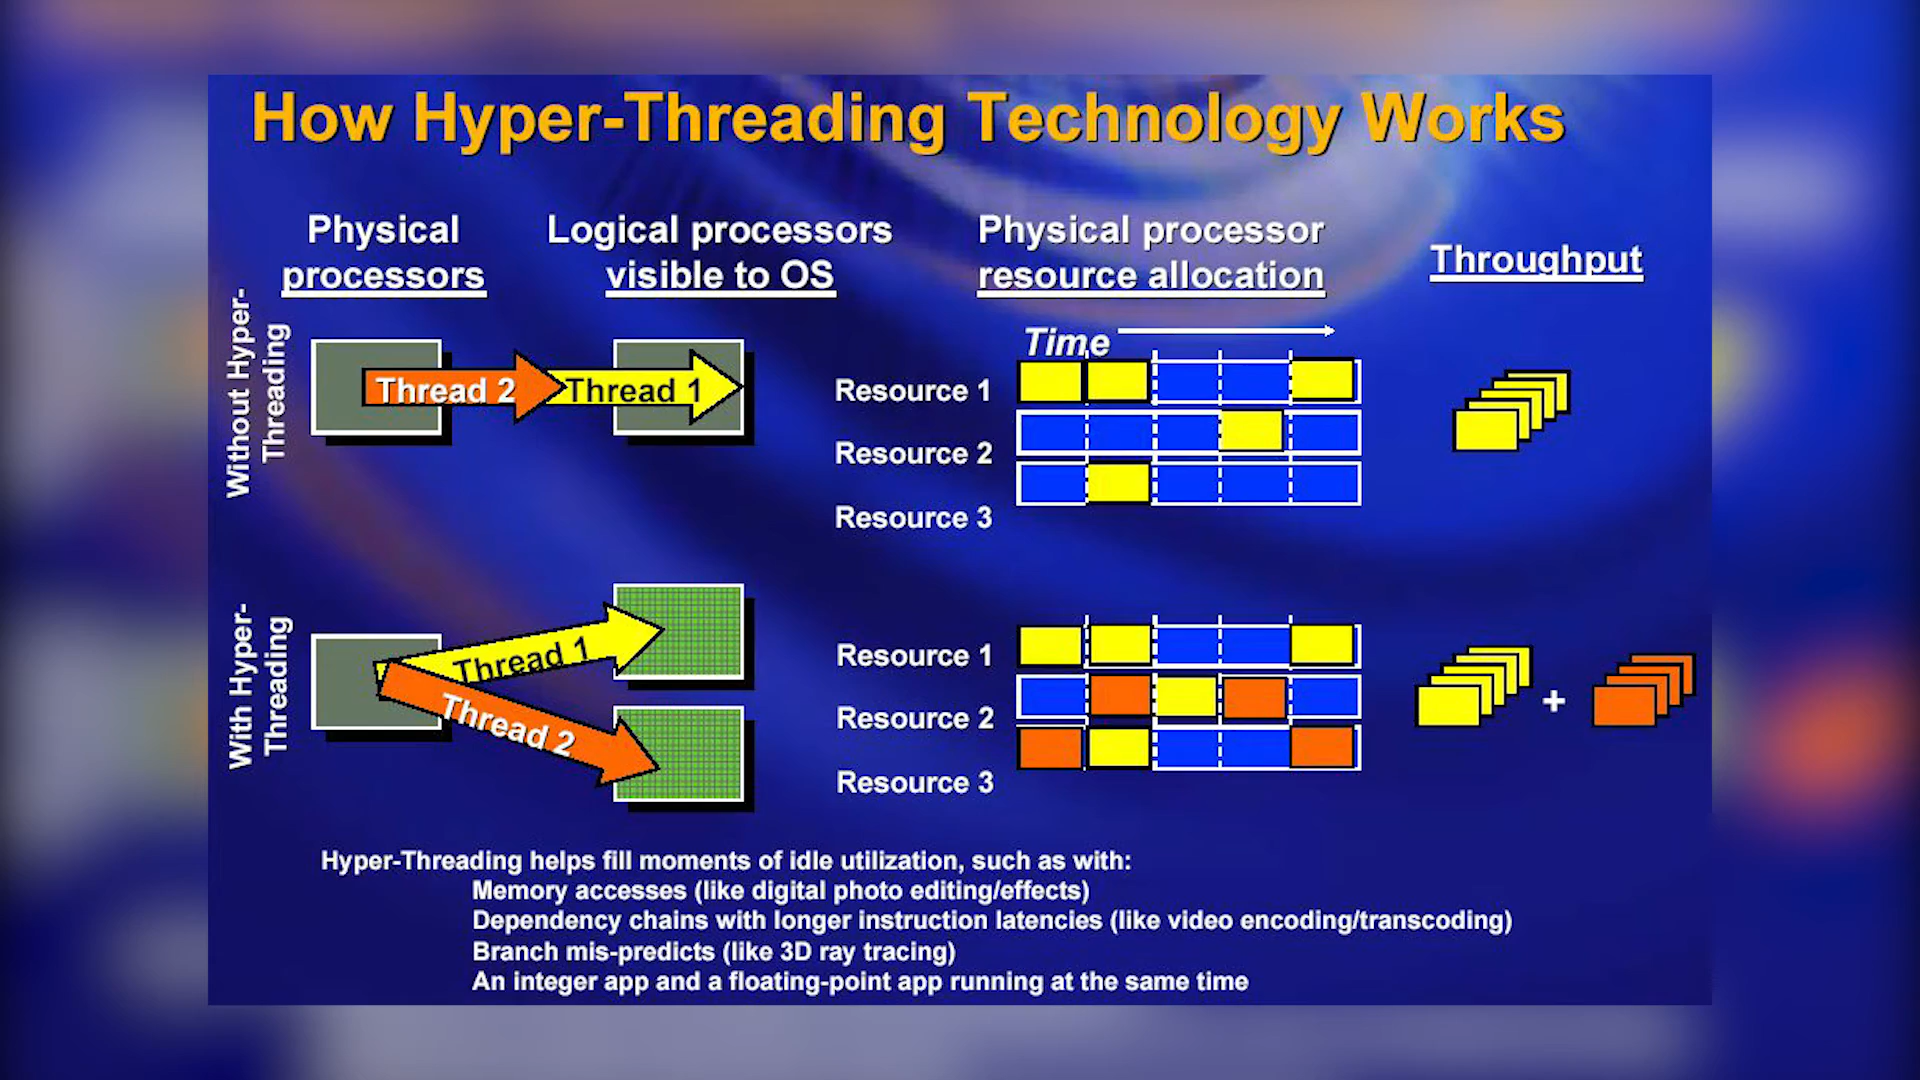 How Hyper-Threading Technology Works
Physical
processors
Logical processors
visible to OS
Physical processor
resource allocation
Throughput
Without Hyper-
Threading
Thread 2
Thread 1
Time
Resource 1
Resource 2
Resource 3
With Hyper-
Threading
Thread 1
Thread 2
Resource 1
Resource 2
Resource 3
+
Hyper-Threading helps fill moments of idle utilization, such as with:
Memory accesses (like digital photo editing/effects)
Dependency chains with longer instruction latencies (like video encoding/transcoding)
Branch mis-predicts (like 3D ray tracing)
An integer app and a floating-point app running at the same time